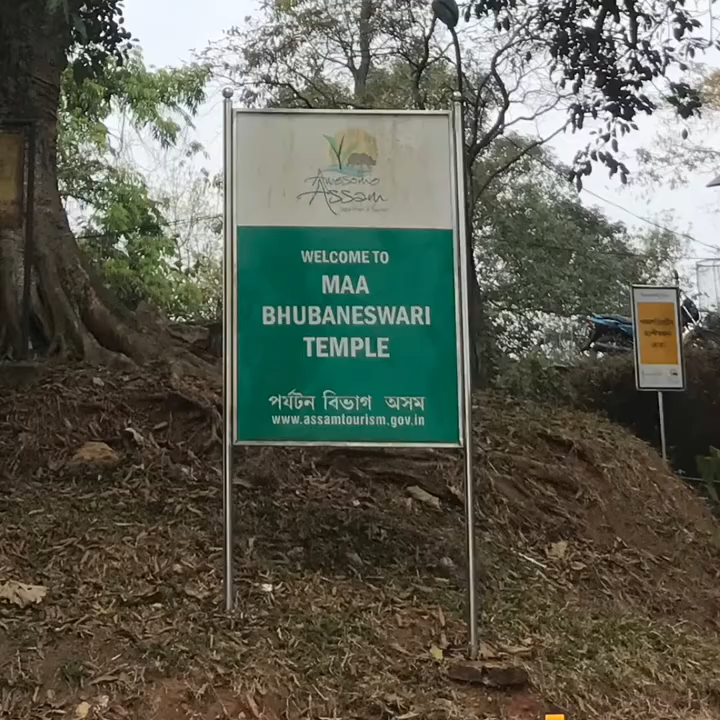 Awesome
Assam
WELCOME TO
MAA
BHUBANESWARI
TEMPLE
পৰ্যটন বিভাগ অসম
www.assamtourism.gov.in